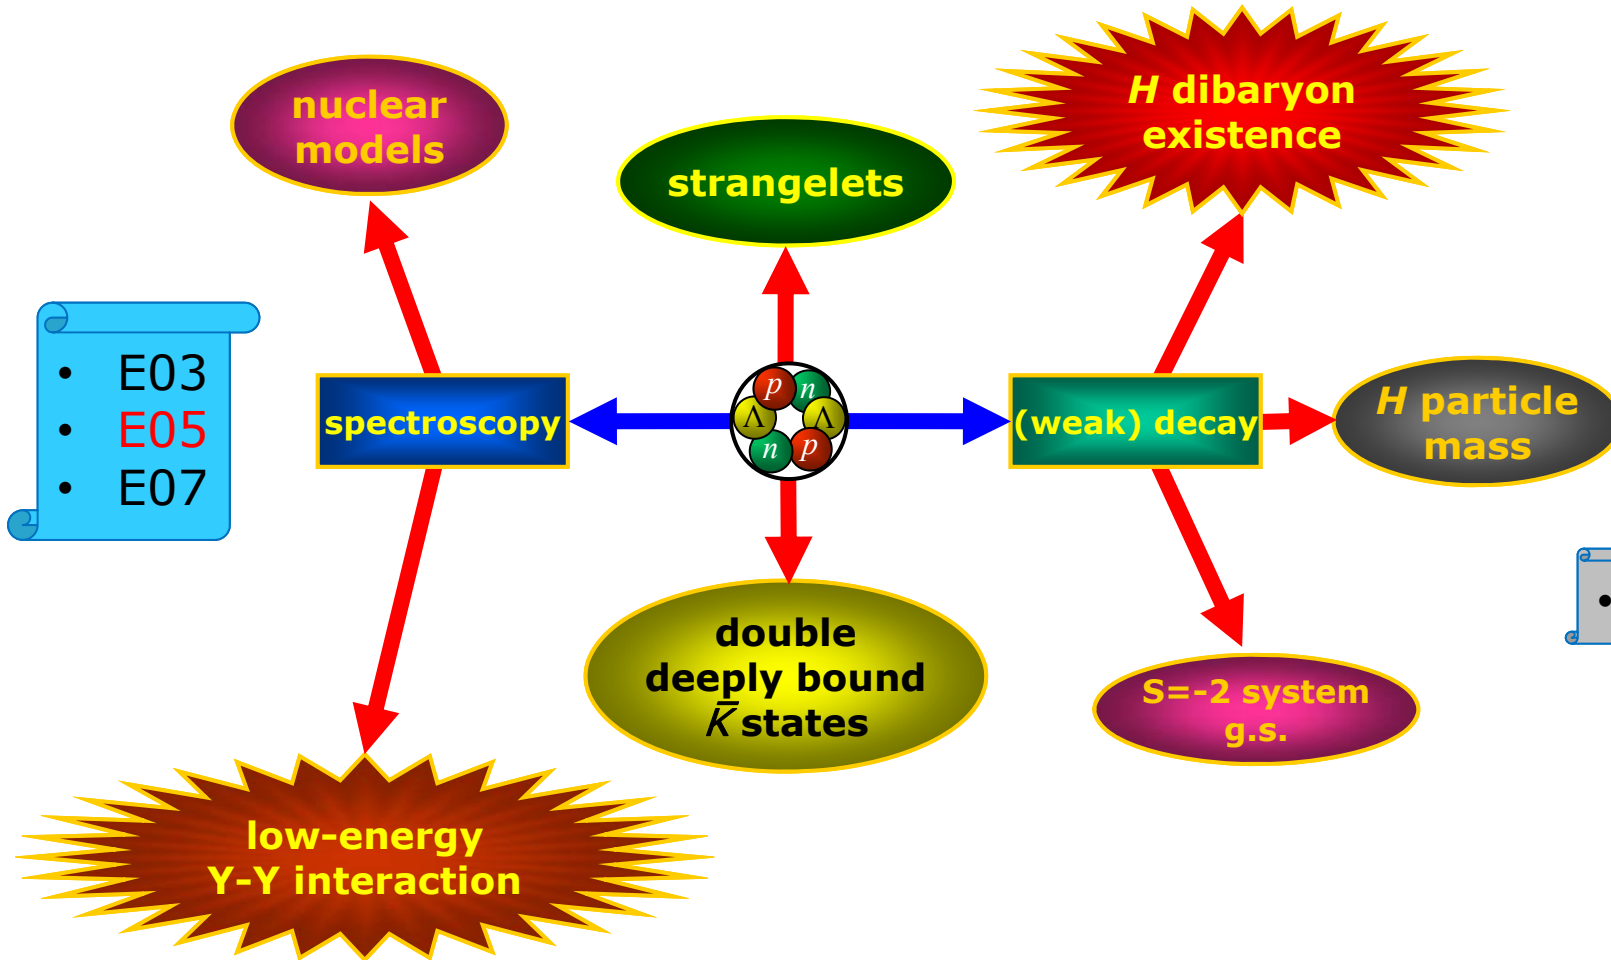 nuclear
models
strangelets
H dibaryon
existence
• E03
• E05
• E07
spectroscopy
p n
Λ Λ
n p
(weak) decay
H particle
mass
double
deeply bound
K̄ states
S=-2 system
g.s.
•
low-energy
Y-Y interaction